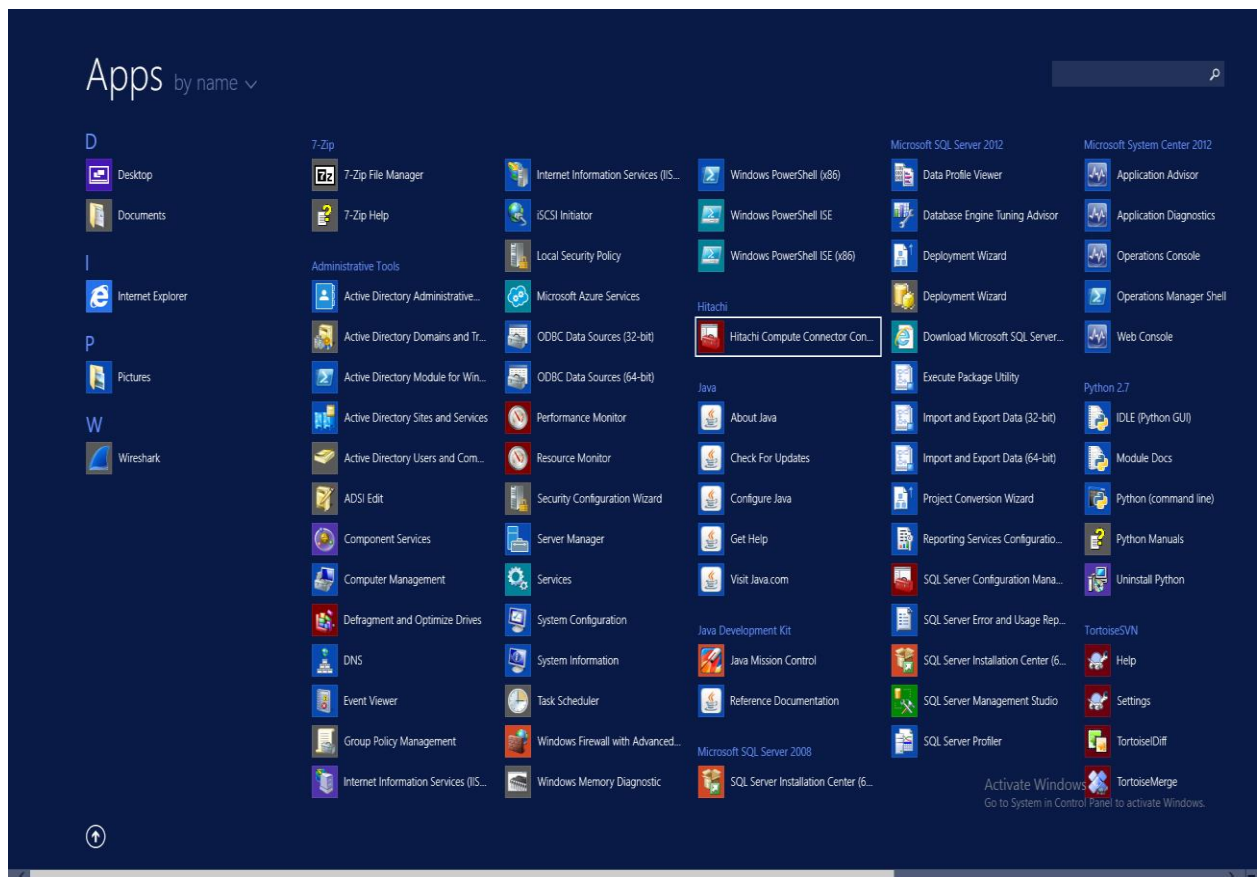 Apps by name
D
Desktop
Documents
I
Internet Explorer
P
Pictures
W
Wireshark
7-Zip
7-Zip File Manager
7-Zip Help
Administrative Tools
Active Directory Administrative...
Active Directory Domains and Tr...
Active Directory Module for Win...
Active Directory Sites and Services
Active Directory Users and Com...
ADSI Edit
Component Services
Computer Management
Defragment and Optimize Drives
DNS
Event Viewer
Group Policy Management
Internet Information Services (IIS...
Internet Information Services (IIS...
iSCSI Initiator
Local Security Policy
Microsoft Azure Services
ODBC Data Sources (32-bit)
ODBC Data Sources (64-bit)
Performance Monitor
Resource Monitor
Security Configuration Wizard
Server Manager
Services
System Configuration
System Information
Task Scheduler
Windows Firewall with Advanced...
Windows Memory Diagnostic
Windows PowerShell (x86)
Windows PowerShell ISE
Windows PowerShell ISE (x86)
Hitachi
Hitachi Compute Connector Con...
Java
About Java
Check For Updates
Configure Java
Get Help
Visit Java.com
Java Development Kit
Java Mission Control
Reference Documentation
Microsoft SQL Server 2008
SQL Server Installation Center (6...
Microsoft SQL Server 2012
Data Profile Viewer
Database Engine Tuning Advisor
Deployment Wizard
Deployment Wizard
Download Microsoft SQL Server...
Execute Package Utility
Import and Export Data (32-bit)
Import and Export Data (64-bit)
Project Conversion Wizard
Reporting Services Configuratio...
SQL Server Configuration Mana...
SQL Server Error and Usage Rep...
SQL Server Installation Center (6...
SQL Server Management Studio
SQL Server Profiler
Microsoft System Center 2012
Application Advisor
Application Diagnostics
Operations Console
Operations Manager Shell
Web Console
Python 2.7
IDLE (Python GUI)
Module Docs
Python (command line)
Python Manuals
Uninstall Python
TortoiseSVN
Help
Settings
TortoiseIDiff
TortoiseMerge
Activate Windows
Go to System in Control Panel to activate Windows.